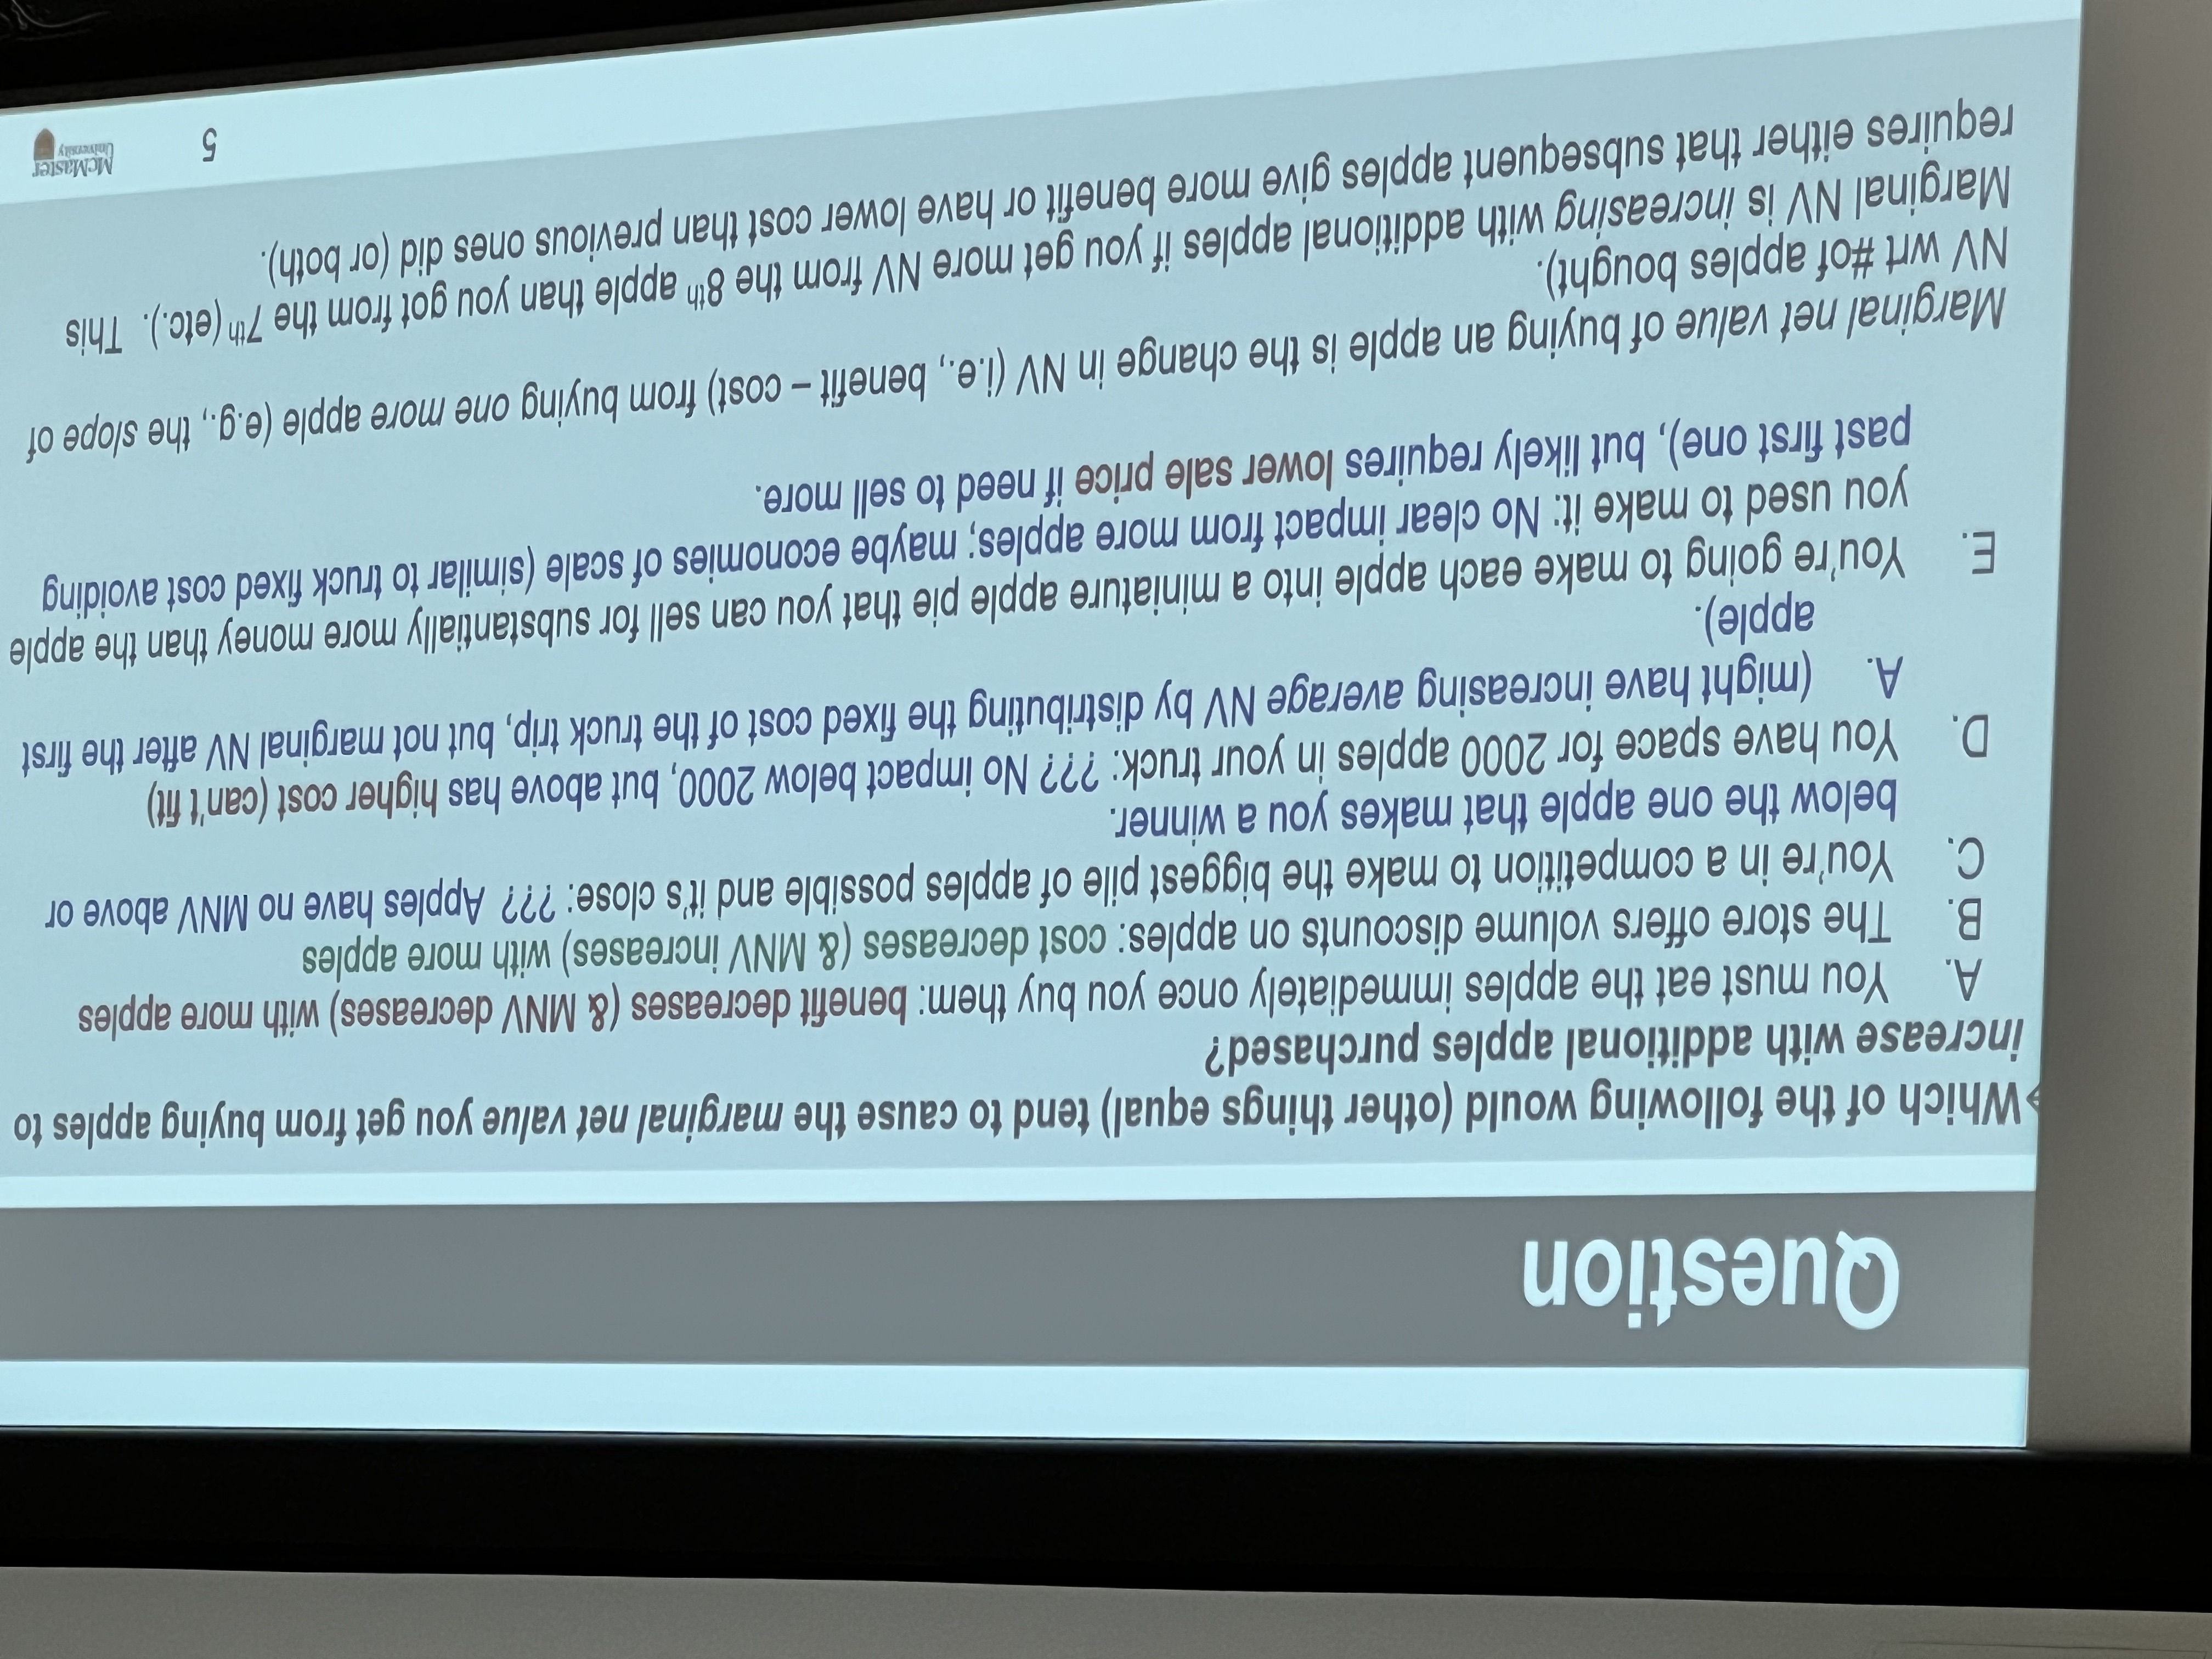 Question
Which of the following would (other things equal) tend to cause the marginal net value you get from buying apples to
increase with additional apples purchased?
A. You must eat the apples immediately once you buy them: benefit decreases (& MNV decreases) with more apples
B. The store offers volume discounts on apples: cost decreases (& MNV increases) with more apples
C. You're in a competition to make the biggest pile of apples possible and it's close: ??? Apples have no MNV above or
below the one apple that makes you a winner.
D. You have space for 2000 apples in your truck: ??? No impact below 2000, but above has higher cost (can't fit)
A. (might have increasing average NV by distributing the fixed cost of the truck trip, but not marginal NV after the first
apple).
E. You're going to make each apple into a miniature apple pie that you can sell for substantially more money than the apple
you used to make it: No clear impact from more apples; maybe economies of scale (similar to truck fixed cost avoiding
past first one), but likely requires lower sale price if need to sell more.
Marginal net value of buying an apple is the change in NV (i.e., benefit – cost) from buying one more apple (e.g., the slope of
NV wrt #of apples bought).
Marginal NV is increasing with additional apples if you get more NV from the 8th apple than you got from the 7th (etc.). This
requires either that subsequent apples give more benefit or have lower cost than previous ones did (or both).
5
McMaster
University